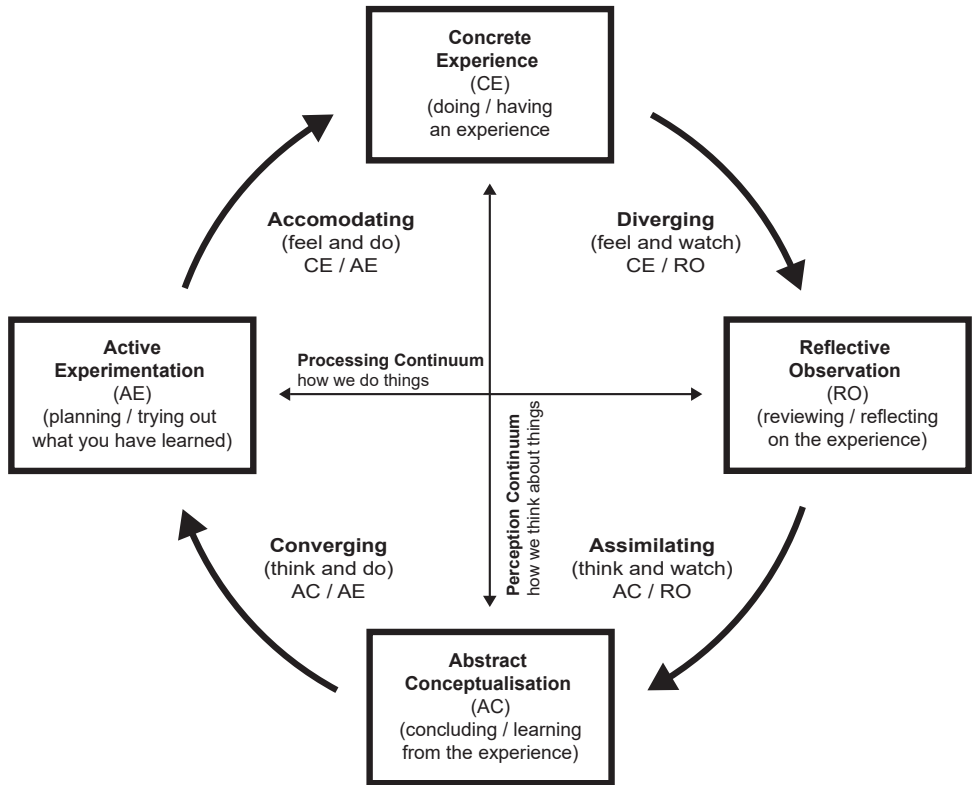 Concrete
Experience
(CE)
(doing / having
an experience
Accomodating
(feel and do)
CE / AE
Diverging
(feel and watch)
CE / RO
Active
Experimentation
(AE)
(planning / trying out
what you have learned)
Processing Continuum
how we do things
Reflective
Observation
(RO)
(reviewing / reflecting
on the experience)
Perception Continuum
how we think about things
Converging
(think and do)
AC / AE
Assimilating
(think and watch)
AC / RO
Abstract
Conceptualisation
(AC)
(concluding / learning
from the experience)